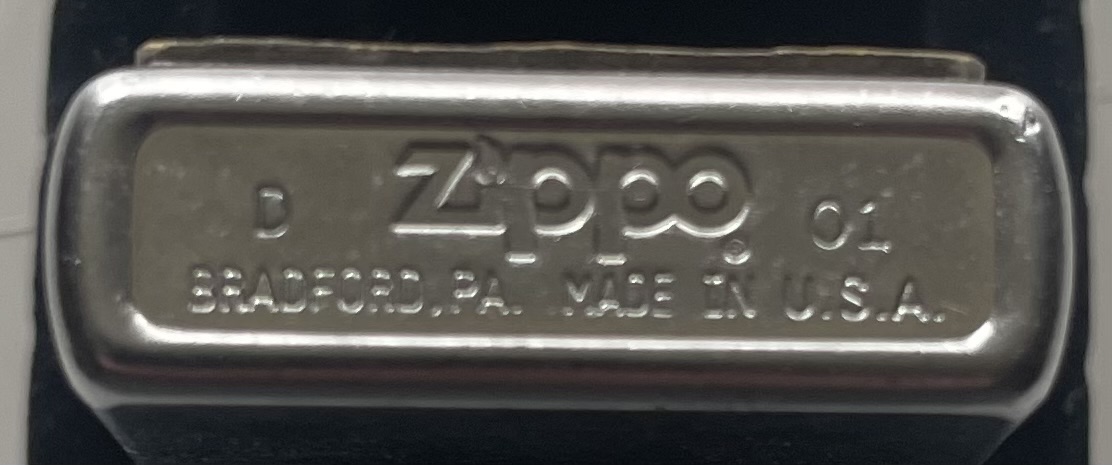 D Zippo ® 01
BRADFORD, PA. MADE IN U.S.A.